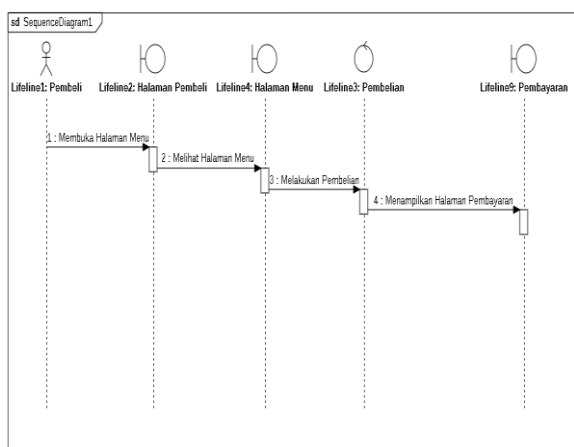 sd SequenceDiagram1
Lifeline1: Pembeli
Lifeline2: Halaman Pembeli
Lifeline4: Halaman Menu
Lifeline3: Pembelian
Lifeline9: Pembayaran
1 : Membuka Halaman Menu
2 : Melihat Halaman Menu
3 : Melakukan Pembelian
4 : Menampilkan Halaman Pembayaran